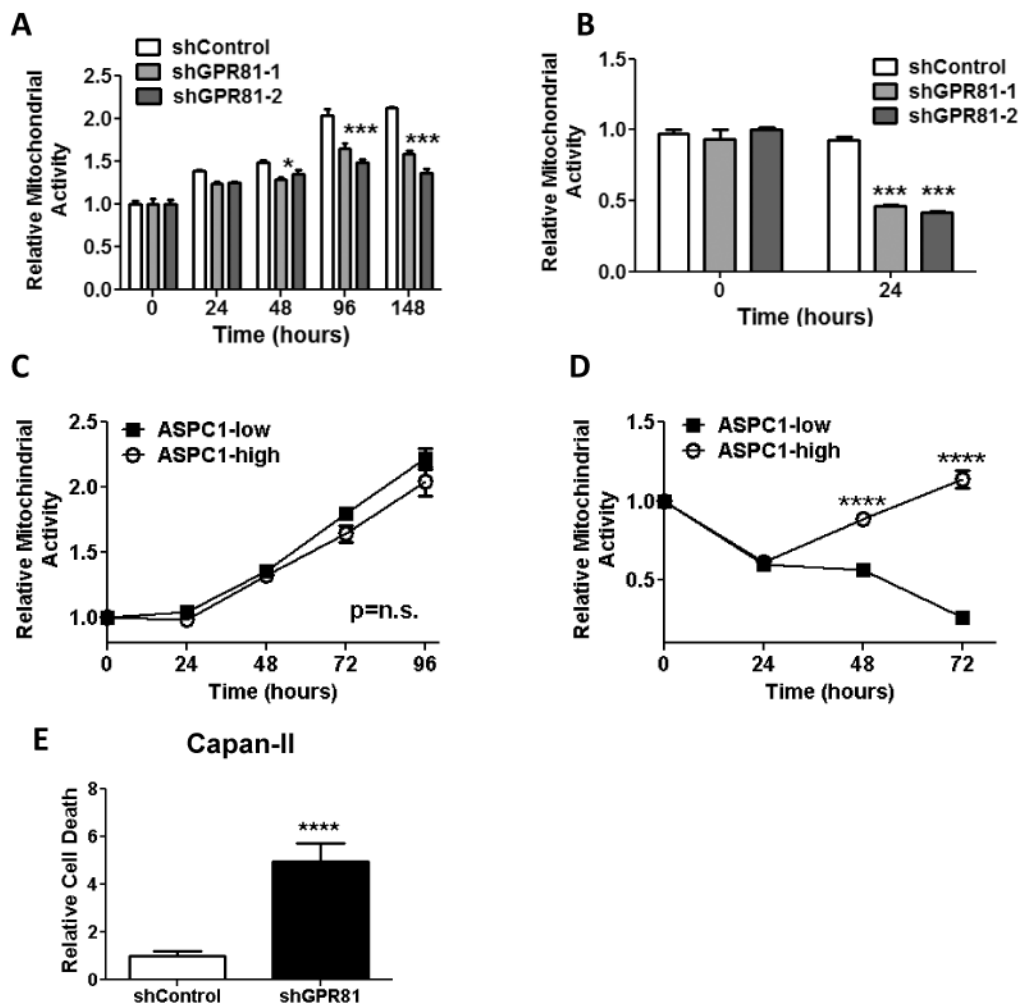 A
shControl
shGPR81-1
shGPR81-2
Relative Mitochondrial
Activity
2.5
2.0
1.5
1.0
0.5
0.0
***
***
*
0
24
48
96
148
Time (hours)
B
shControl
shGPR81-1
shGPR81-2
Relative Mitochondrial
Activity
1.5
1.0
0.5
0.0
*** ***
0
24
Time (hours)
C
ASPC1-low
ASPC1-high
Relative Mitochindrial
Activity
2.5
2.0
1.5
1.0
p=n.s.
0
24
48
72
96
Time (hours)
D
ASPC1-low
ASPC1-high
Relative Mitochindrial
Activity
1.5
1.0
0.5
****
****
0
24
48
72
Time (hours)
E
Capan-II
Relative Cell Death
8
6
4
2
0
****
shControl
shGPR81